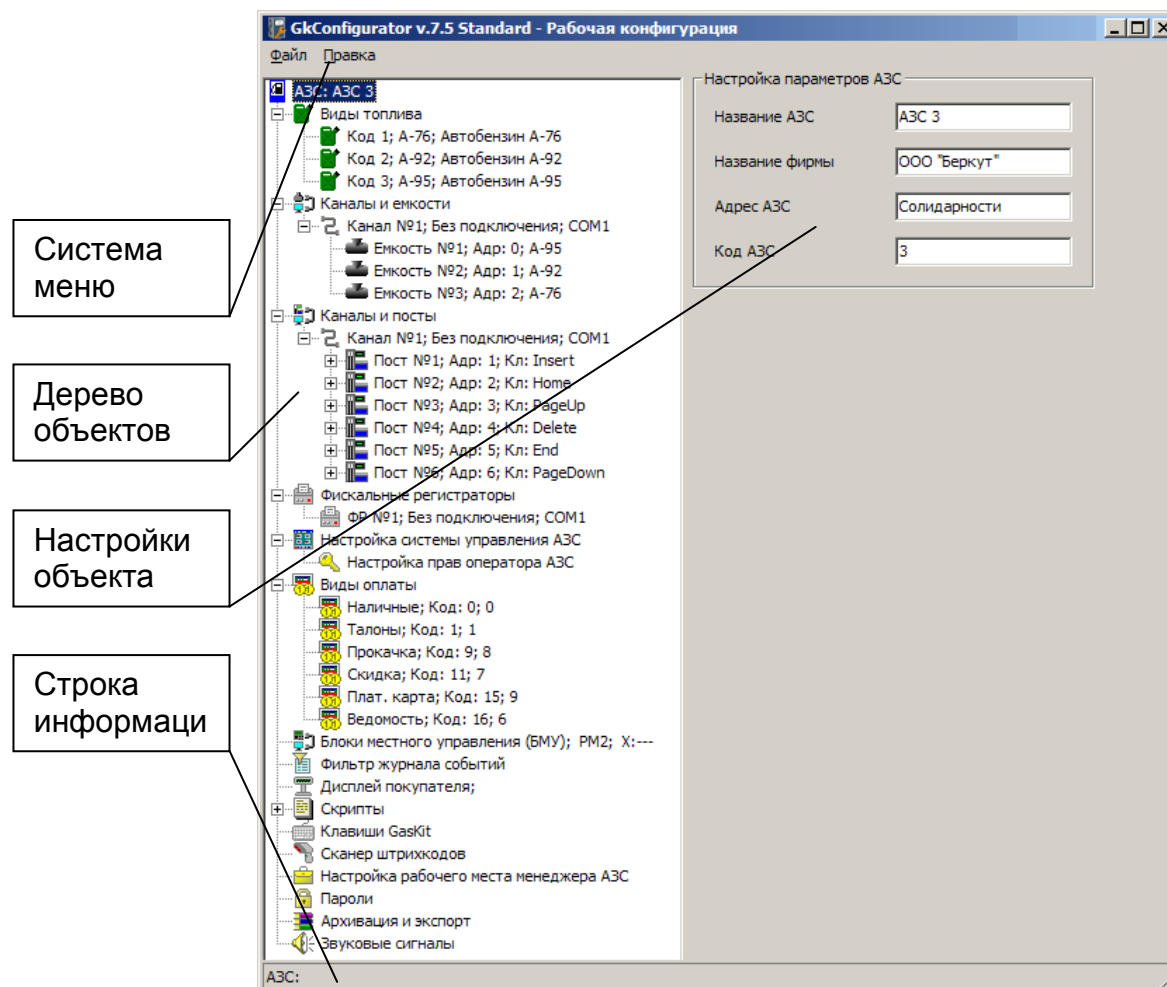 GkConfigurator v.7.5 Standard - Рабочая конфигурация
Файл Правка
АЗС: АЗС 3
Виды топлива
Код 1; А-76; Автобензин А-76
Код 2; А-92; Автобензин А-92
Код 3; А-95; Автобензин А-95
Каналы и емкости
Канал №1; Без подключения; COM1
Емкость №1; Адр: 0; А-95
Емкость №2; Адр: 1; А-92
Емкость №3; Адр: 2; А-76
Каналы и посты
Канал №1; Без подключения; COM1
Пост №1; Адр: 1; Кл: Insert
Пост №2; Адр: 2; Кл: Home
Пост №3; Адр: 3; Кл: PageUp
Пост №4; Адр: 4; Кл: Delete
Пост №5; Адр: 5; Кл: End
Пост №6; Адр: 6; Кл: PageDown
Фискальные регистраторы
ФР №1; Без подключения; COM1
Настройка системы управления АЗС
Настройка прав оператора АЗС
Виды оплаты
Наличные; Код: 0; 0
Талоны; Код: 1; 1
Прокачка; Код: 9; 8
Скидка; Код: 11; 7
Плат. карта; Код: 15; 9
Ведомость; Код: 16; 6
Блоки местного управления (БМУ); PM2; X:---
Фильтр журнала событий
Дисплей покупателя;
Скрипты
Клавиши GasKit
Сканер штрихкодов
Настройка рабочего места менеджера АЗС
Пароли
Архивация и экспорт
Звуковые сигналы
АЗС:
Настройка параметров АЗС
Название АЗС АЗС 3
Название фирмы ООО "Беркут"
Адрес АЗС Солидарности
Код АЗС 3
Система
меню
Дерево
объектов
Настройки
объекта
Строка
информаци